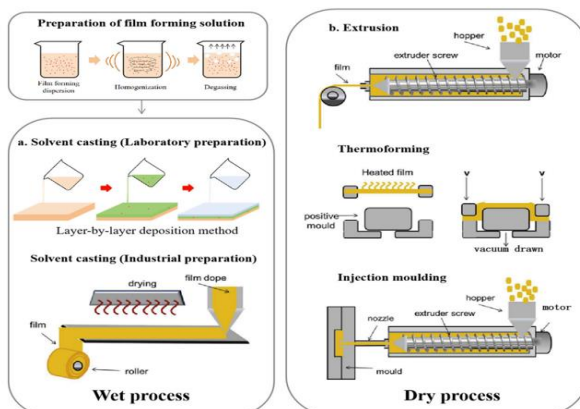 Preparation of film forming solution
Film forming
dispersion
Homogenization
Degassing
a. Solvent casting (Laboratory preparation)
Layer-by-layer deposition method
Solvent casting (Industrial preparation)
drying
film dope
film
roller
Wet process
b. Extrusion
hopper
extruder screw
motor
film
Thermoforming
Heated film
v
v
positive
mould
vacuum drawn
Injection moulding
hopper
motor
extruder screw
nozzle
mould
Dry process